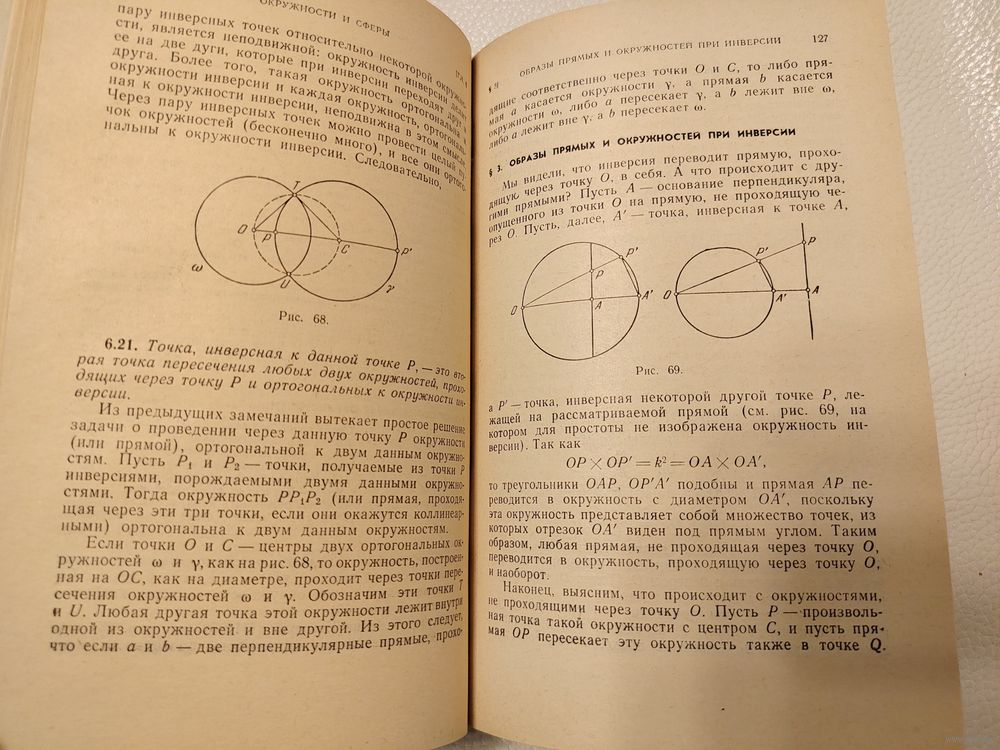 ОКРУЖНОСТИ И СФЕРЫ
пару инверсных точек относительно некоторой окружно-
сти, является неподвижной: окружность инверсии делит
ее на две дуги, которые при инверсии переходят друг в
друга. Более того, такая окружность ортогональна к
окружности инверсии и каждая окружность, ортогональ-
ная к окружности инверсии, неподвижна в этом смысле
Через пару инверсных точек можно провести целый пу-
чок окружностей (бесконечно много), и все они ортого-
нальны к окружности инверсии. Следовательно,
T
O
P
C
P′
ω
U
γ
Рис. 68.
6.21. Точка, инверсная к данной точке P, — это вто-
рая точка пересечения любых двух окружностей, прохо-
дящих через точку P и ортогональных к окружности ин-
версии.
Из предыдущих замечаний вытекает простое решение
задачи о проведении через данную точку P окружности
(или прямой), ортогональной к двум данным окружно-
стям. Пусть P₁ и P₂ — точки, получаемые из точки P
инверсиями, порождаемыми двумя данными окружно-
стями. Тогда окружность PP₁P₂ (или прямая, проходя-
щая через эти три точки, если они окажутся коллинеар-
ными) ортогональна к двум данным окружностям.
Если точки O и C — центры двух ортогональных ок-
ружностей ω и γ, как на рис. 68, то окружность, построен-
ная на OC, как на диаметре, проходит через точки пере-
сечения окружностей ω и γ. Обозначим эти точки T
и U. Любая другая точка этой окружности лежит внутри
одной из окружностей и вне другой. Из этого следует,
что если a и b — две перпендикулярные прямые, прохо-
ОБРАЗЫ ПРЯМЫХ И ОКРУЖНОСТЕЙ ПРИ ИНВЕРСИИ 127
дящие соответственно через точки O и C, то либо пря-
мая a касается окружности γ, а прямая b касается
окружности ω, либо a пересекает γ, а b лежит вне ω,
либо a лежит вне γ, а b пересекает ω.
§ 3. ОБРАЗЫ ПРЯМЫХ И ОКРУЖНОСТЕЙ ПРИ ИНВЕРСИИ
Мы видели, что инверсия переводит прямую, прохо-
дящую через точку O, в себя. А что происходит с дру-
гими прямыми? Пусть A — основание перпендикуляра,
опущенного из точки O на прямую, не проходящую че-
рез O. Пусть, далее, A′ — точка, инверсная к точке A,
P′
P
O
A
A′
P
P′
O
A′
A
Рис. 69.
а P′ — точка, инверсная некоторой другой точке P, ле-
жащей на рассматриваемой прямой (см. рис. 69, на
котором для простоты не изображена окружность ин-
версии). Так как
OP × OP′ = k² = OA × OA′,
то треугольники OAP, OP′A′ подобны и прямая AP пе-
реводится в окружность с диаметром OA′, поскольку
эта окружность представляет собой множество точек, из
которых отрезок OA′ виден под прямым углом. Таким
образом, любая прямая, не проходящая через точку O,
переводится в окружность, проходящую через точку O,
и наоборот.
Наконец, выясним, что происходит с окружностями,
не проходящими через точку O. Пусть P — произволь-
ная точка такой окружности с центром C, и пусть пря-
мая OP пересекает эту окружность также в точке Q.